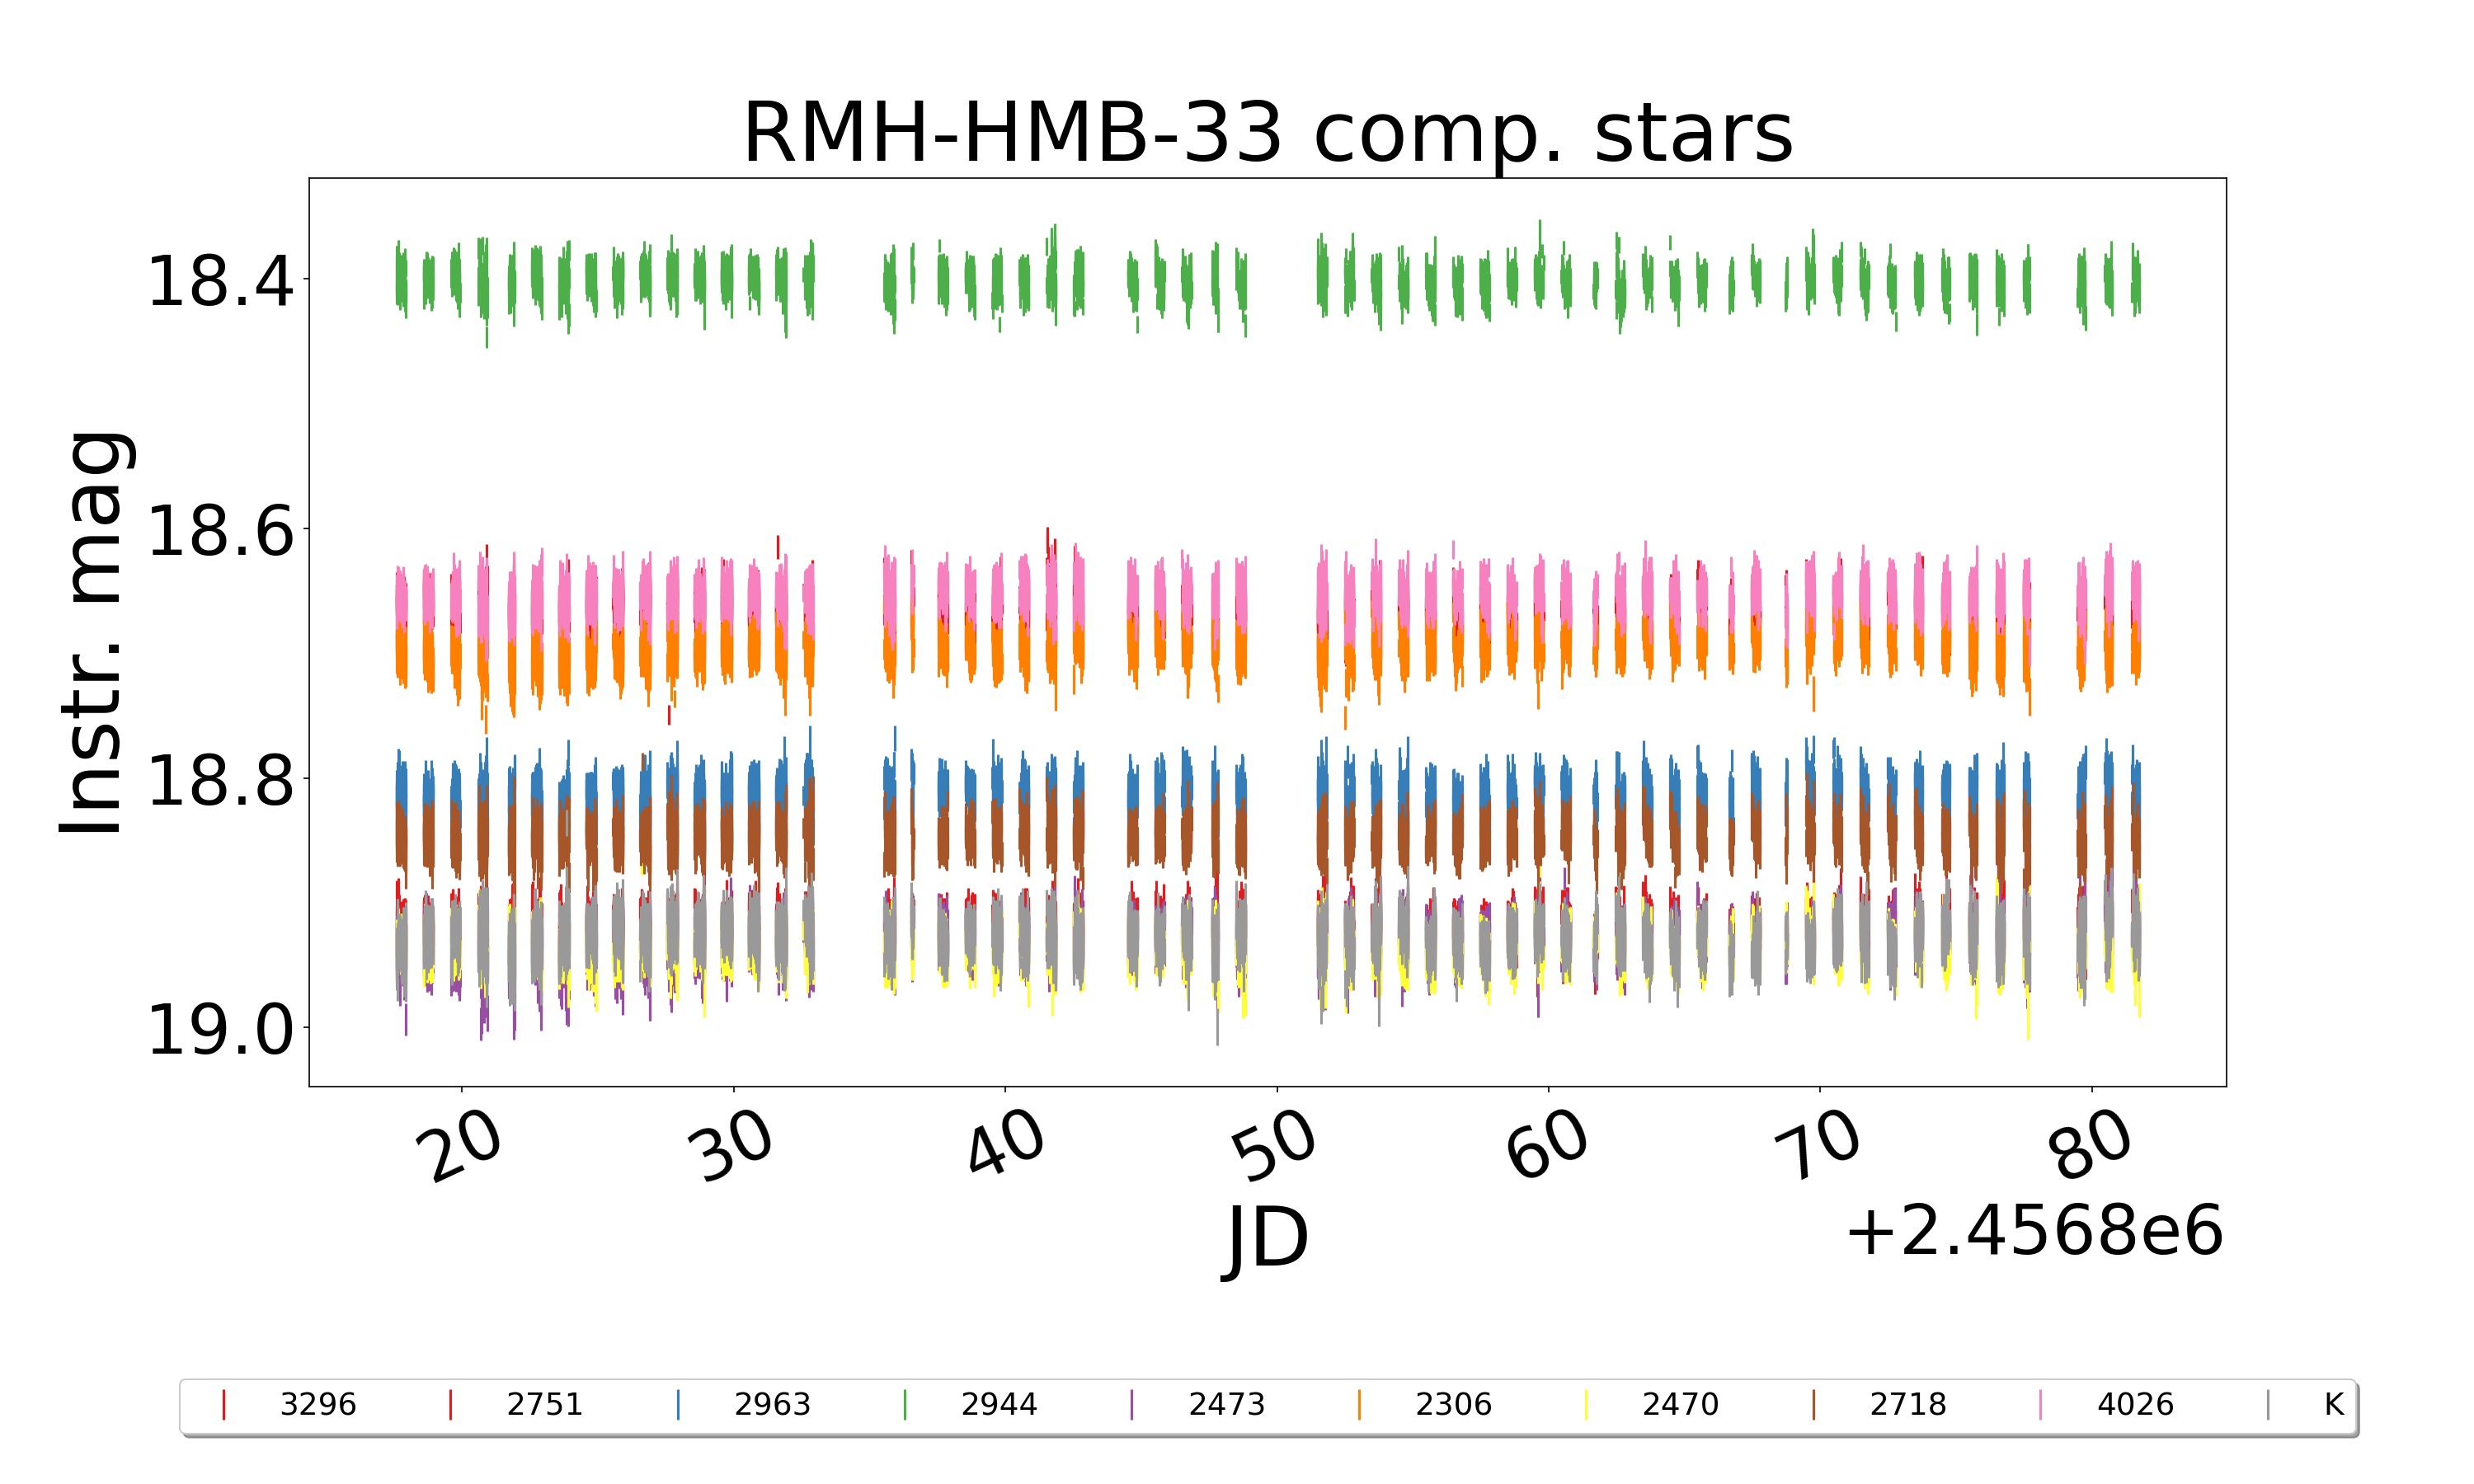 RMH-HMB-33 comp. stars
Instr. mag
18.4
18.6
18.8
19.0
20 30 40 50 60 70 80
JD
+2.4568e6
3296 2751 2963 2944 2473 2306 2470 2718 4026 K